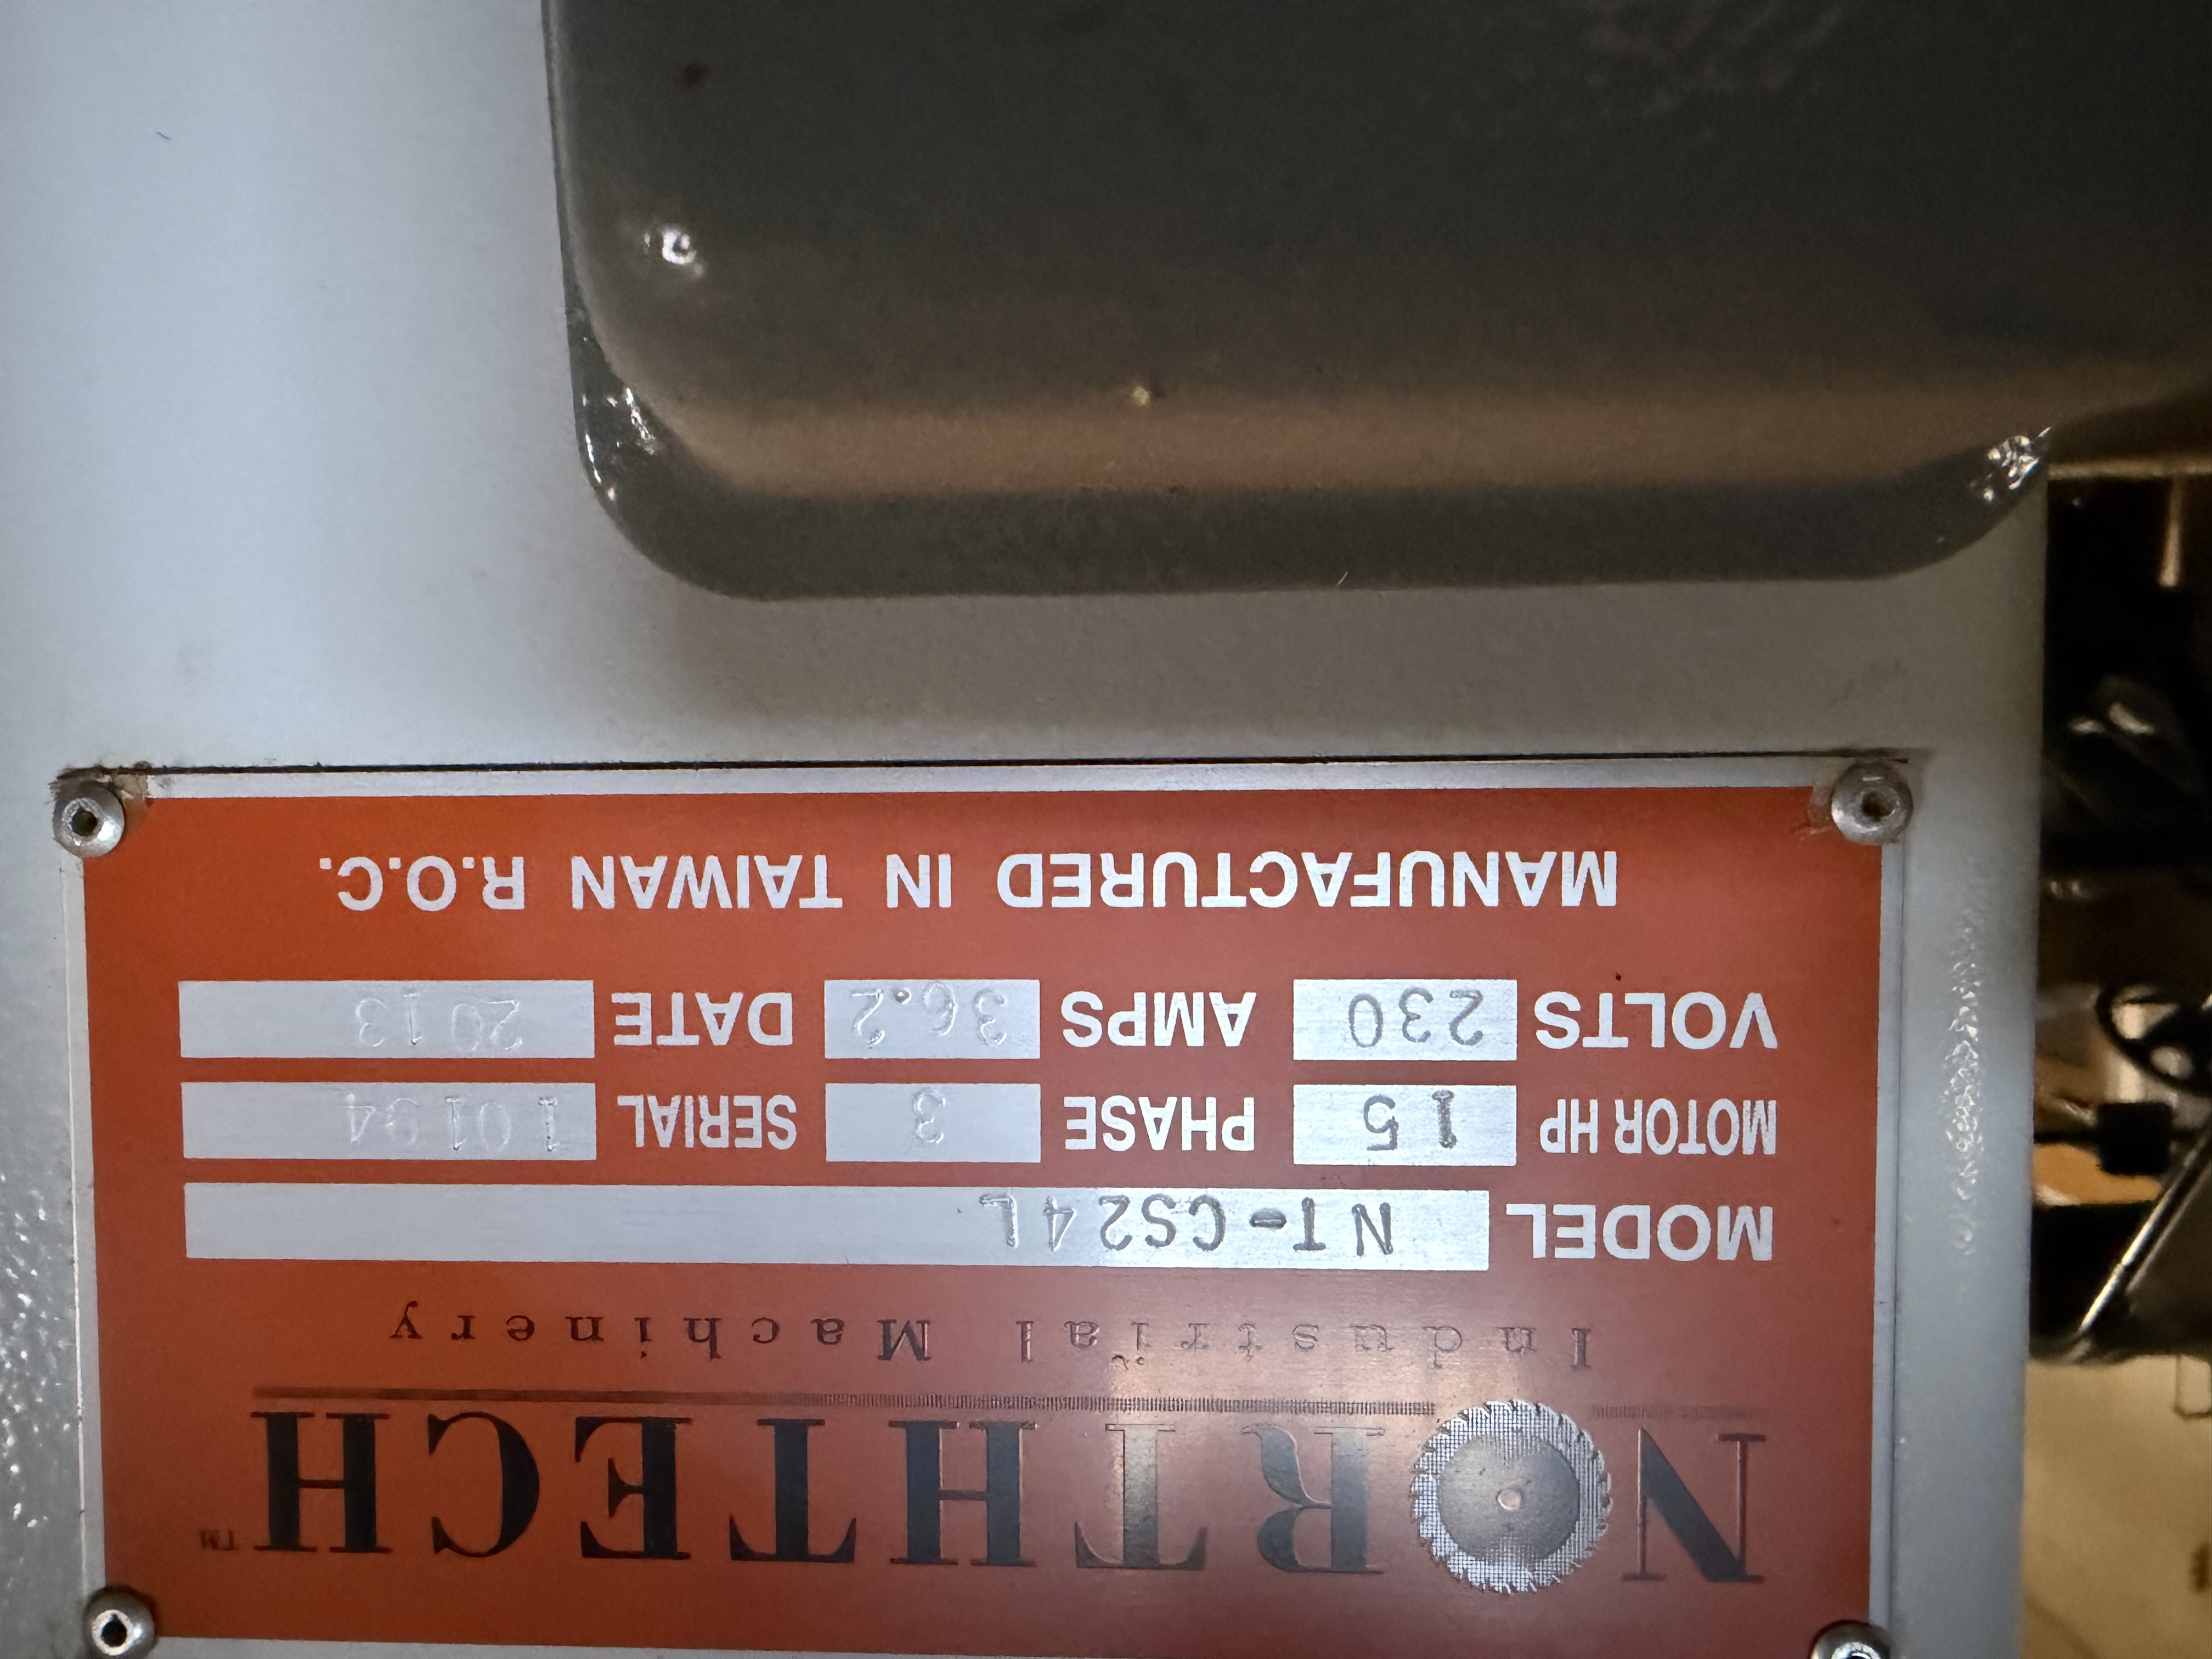 NORTHTECH™
Industrial Machinery
MODEL NT-CS24L
MOTOR HP 15 PHASE 3 SERIAL 10194
VOLTS 230 AMPS 36.2 DATE 2013
MANUFACTURED IN TAIWAN R.O.C.